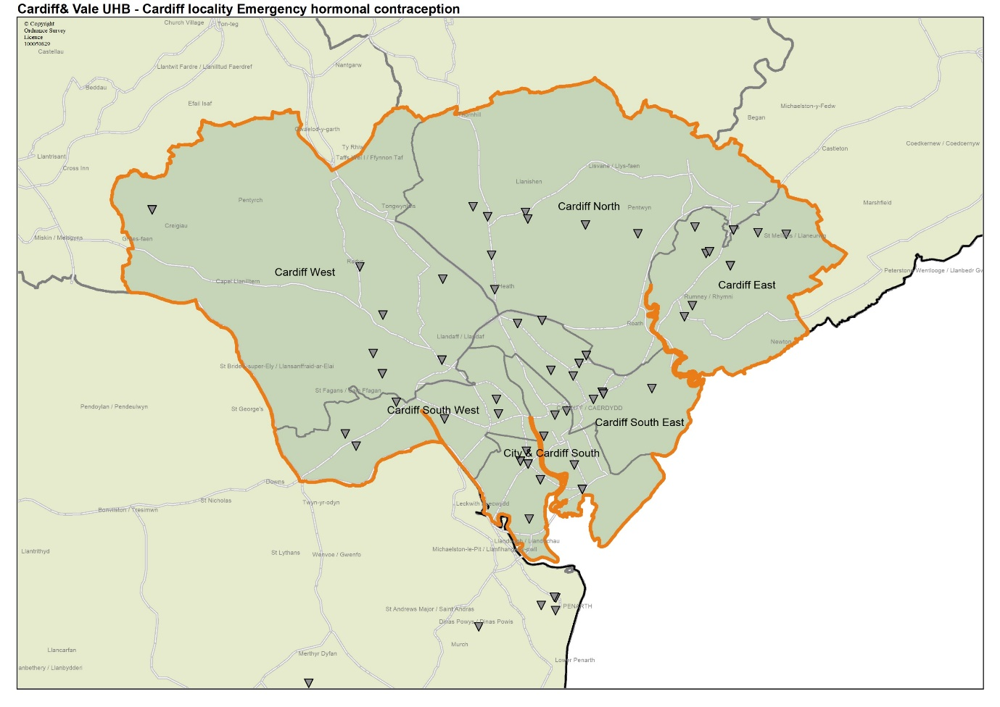 Cardiff& Vale UHB - Cardiff locality Emergency hormonal contraception
© Copyright
Ordnance Survey
Licence
100050829
Church Village
Ton-teg
Castellau
Nantgarw
Llantwit Fardre / Llanilltud Faerdref
Beddau
Efail Isaf
Michaelston-y-Fedw
Thornhill
Began
Gwaelod-y-garth
Coedkernew / Coedcernyw
Ty Rhiw
Castleton
Llantrisant
Taffs Well / Ffynnon Taf
Cross Inn
Lisvane / Llys-faen
Llanishen
Pentyrch
Marshfield
Tongwynlais
Cardiff North
Pentwyn
Creigiau
Miskin / Meisgyns
Groes-faen
St Mellons / Llaneurwg
Radyr
Cardiff West
Peterstone Wentlooge / Llanbedr Gw
Capel Llanilltern
Cardiff East
Heath
Rumney / Rhymni
Roath
Llandaff / Llandaf
Newton
St Brides-super-Ely / Llansanffraid-ar-Elai
St Fagans / Sain Ffagan
Pendoylan / Pendeulwyn
St George's
Cardiff South West
CARDIFF / CAERDYDD
Cardiff South East
City & Cardiff South
Downs
St Nicholas
Twyn-yr-odyn
Leckwith / Lecwydd
Bonvilston / Tresimwn
Llandough / Llandochau
Michaelston-le-Pit / Llanfihangel-y-pwll
Llantrithyd
St Lythans
Wenvoe / Gwenfo
PENARTH
St Andrews Major / Saint Andras
Dinas Powys / Dinas Powis
Murch
Llancarfan
Merthyr Dyfan
Lower Penarth
anbethery / Llanbydderi